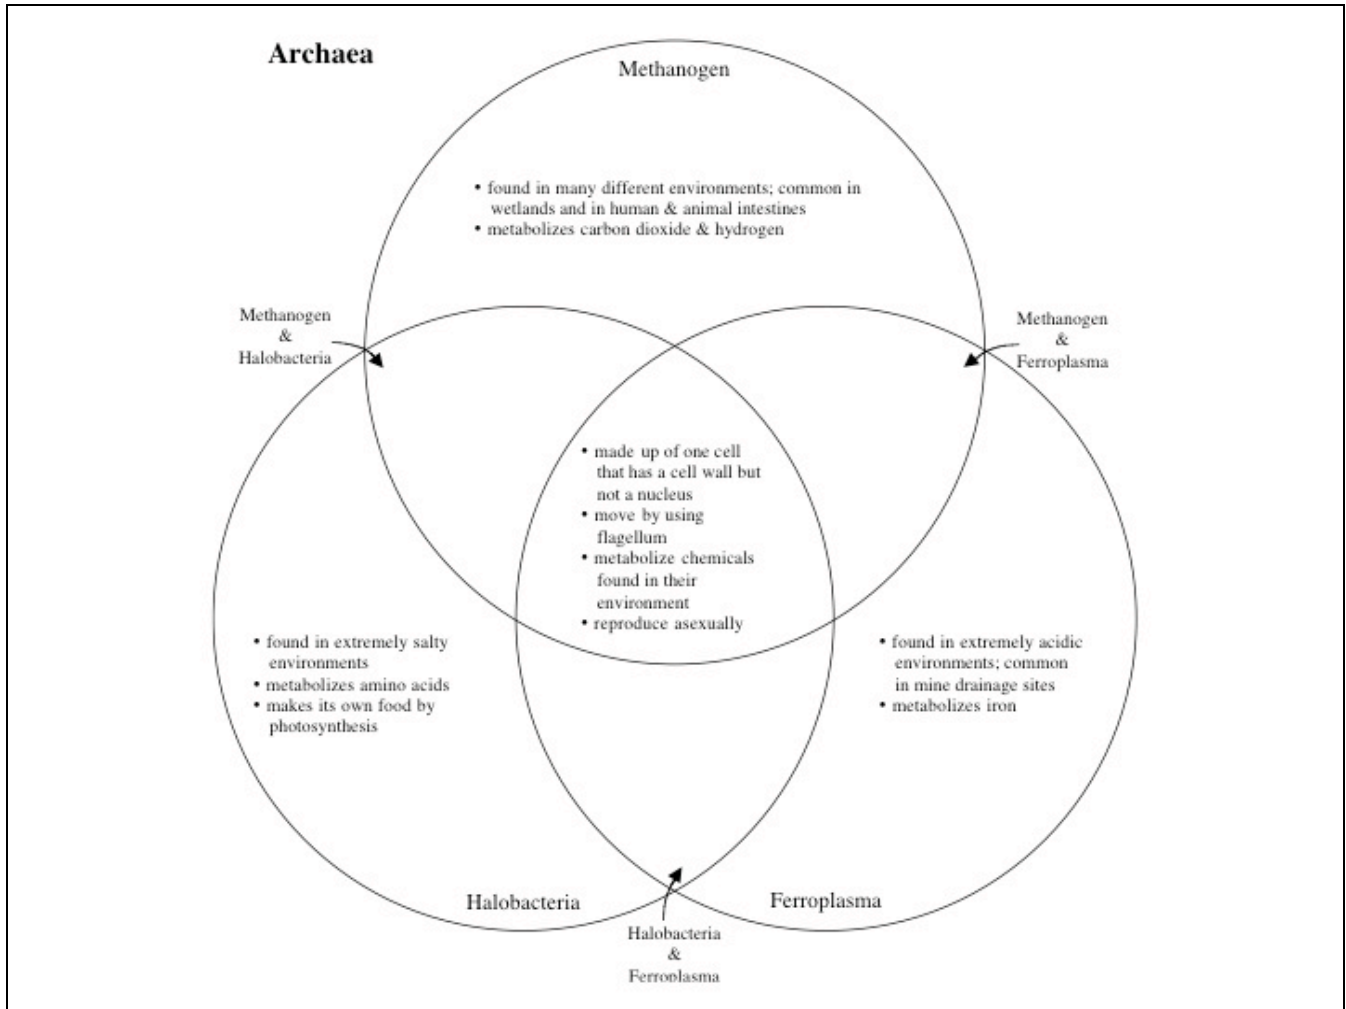 Archaea
Methanogen
• found in many different environments; common in
wetlands and in human & animal intestines
• metabolizes carbon dioxide & hydrogen
Methanogen
&
Halobacteria
Methanogen
&
Ferroplasma
• made up of one cell
that has a cell wall but
not a nucleus
• move by using
flagellum
• metabolize chemicals
found in their
environment
• reproduce asexually
• found in extremely salty
environments
• metabolizes amino acids
• makes its own food by
photosynthesis
• found in extremely acidic
environments; common
in mine drainage sites
• metabolizes iron
Halobacteria
Ferroplasma
Halobacteria
&
Ferroplasma